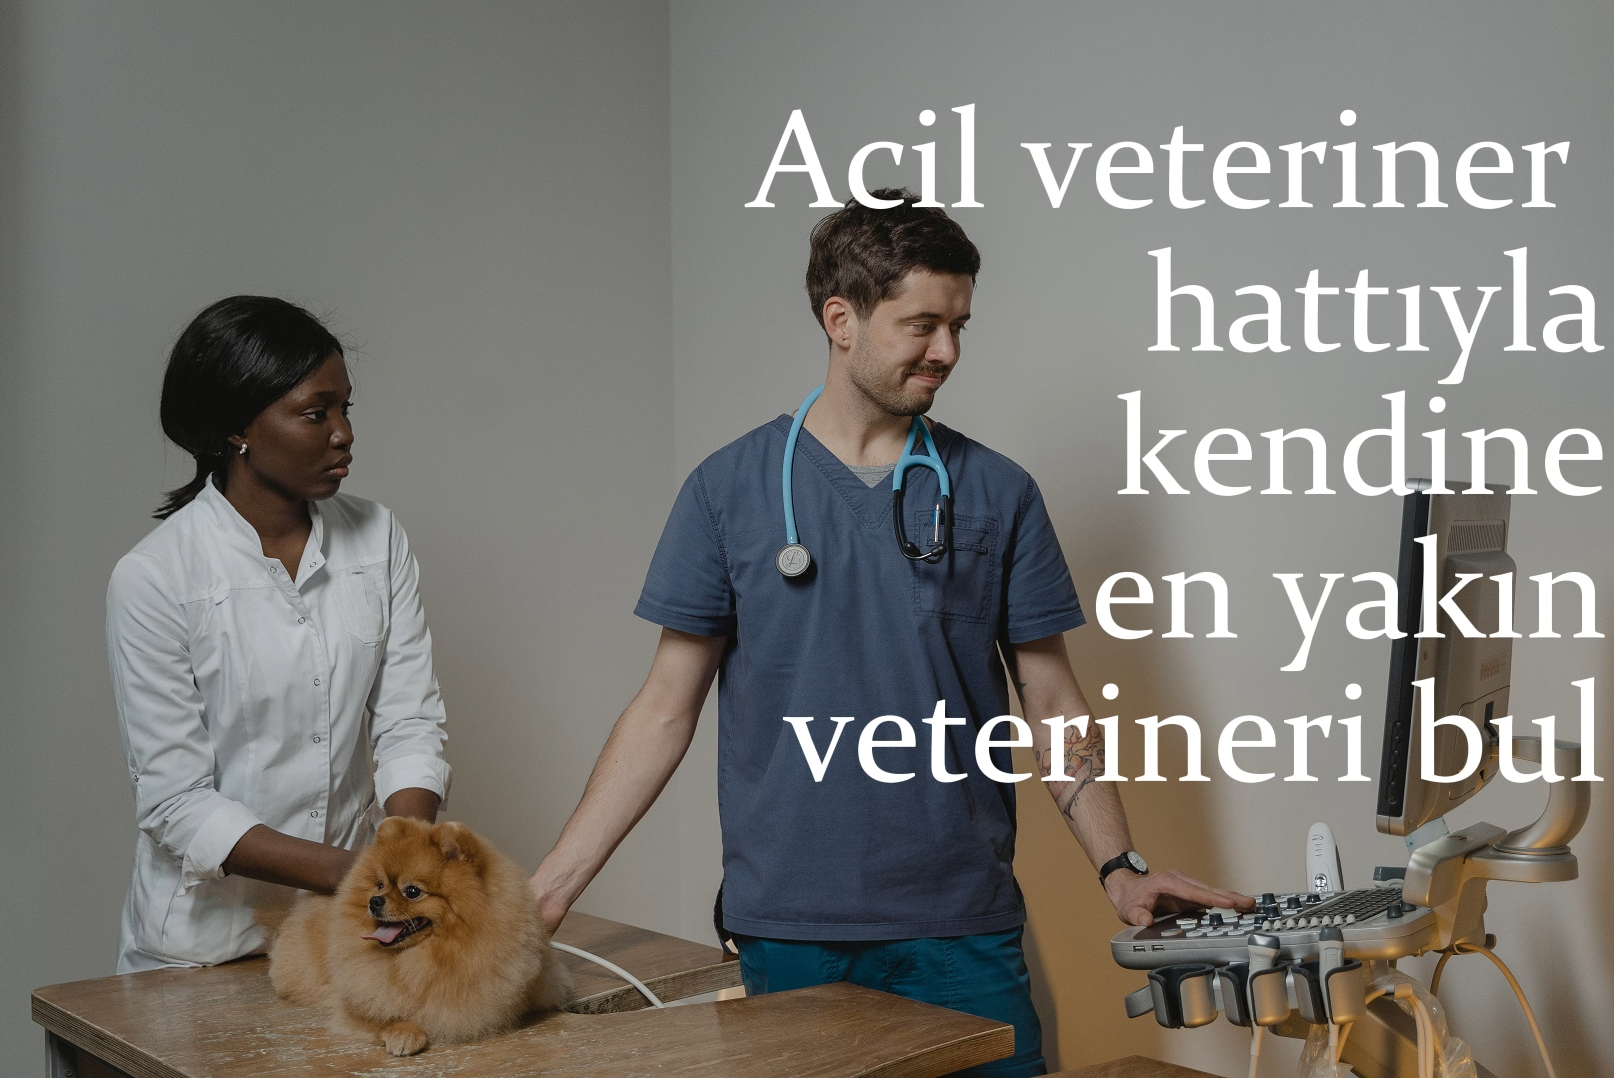 Acil veteriner
hattıyla
kendine
en yakın
veterineri bul